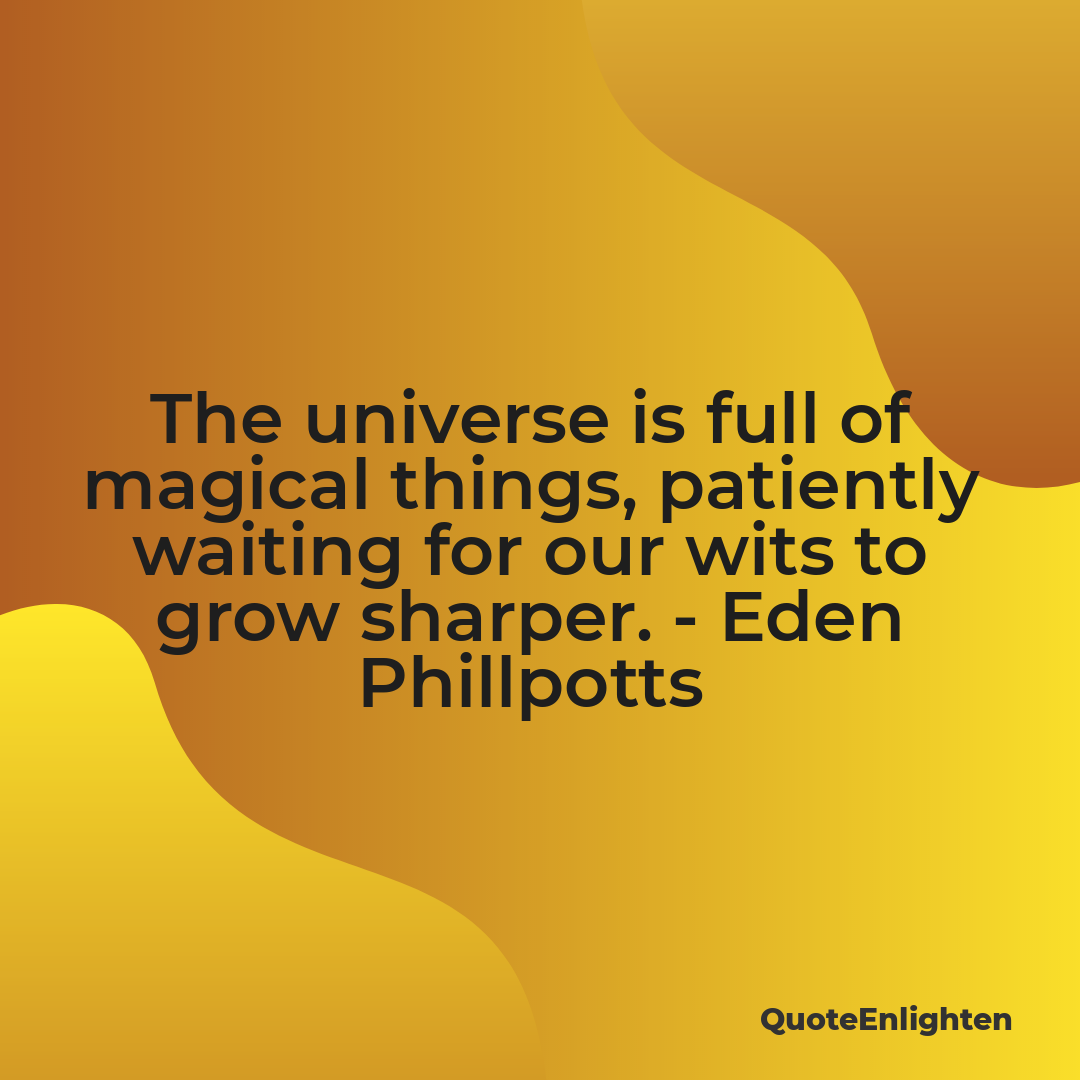 The universe is full of
magical things, patiently
waiting for our wits to
grow sharper. - Eden
Phillpotts
QuoteEnlighten